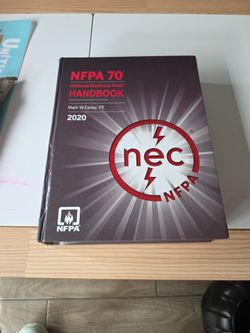 NFPA 70®
National Electrical Code®
HANDBOOK
Mark W. Earley, PE
2020
nec
NFPA
NFPA